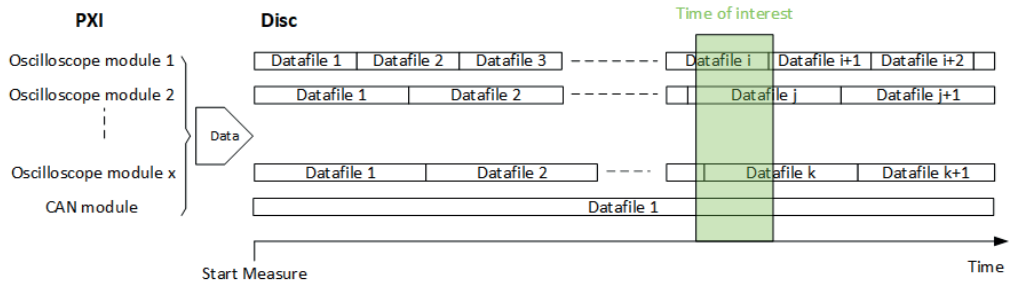 Time of interest
PXI Disc
Oscilloscope module 1 Datafile 1 Datafile 2 Datafile 3 Datafile i Datafile i+1 Datafile i+2
Oscilloscope module 2 Datafile 1 Datafile 2 Datafile j Datafile j+1
Data
Oscilloscope module x Datafile 1 Datafile 2 Datafile k Datafile k+1
CAN module Datafile 1
Start Measure Time